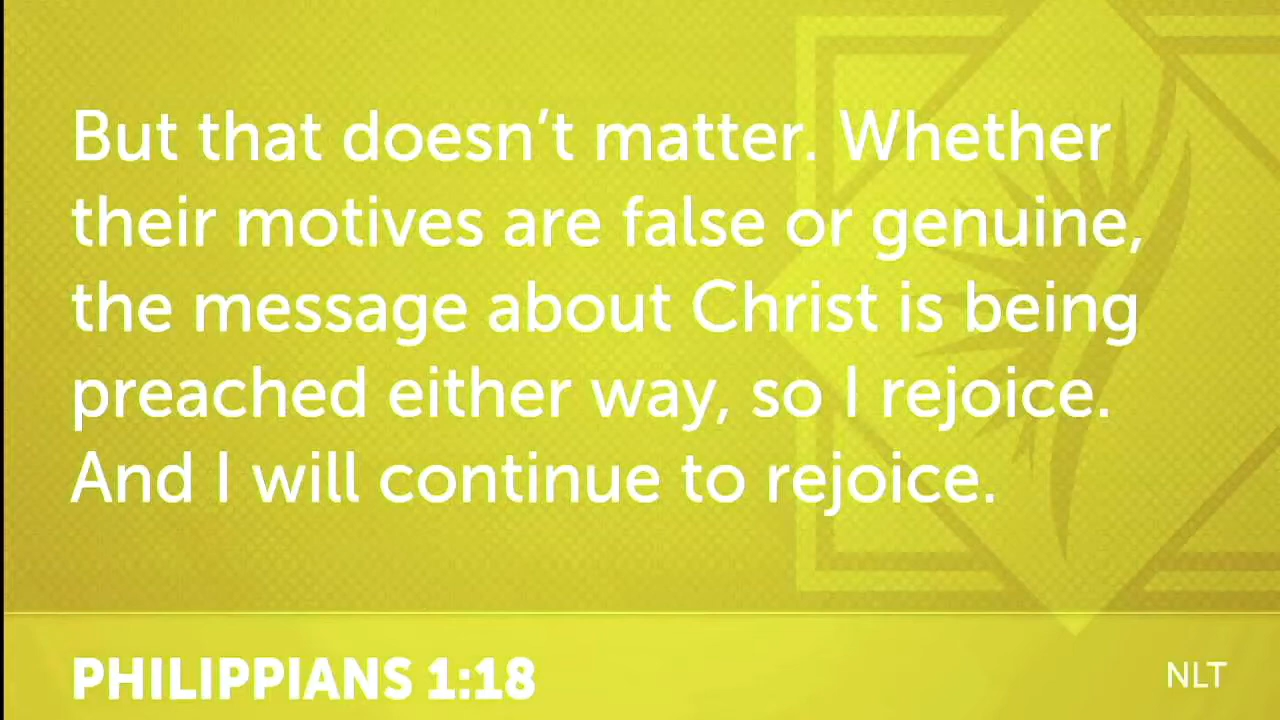 But that doesn’t matter. Whether
their motives are false or genuine,
the message about Christ is being
preached either way, so I rejoice.
And I will continue to rejoice.
PHILIPPIANS 1:18
NLT